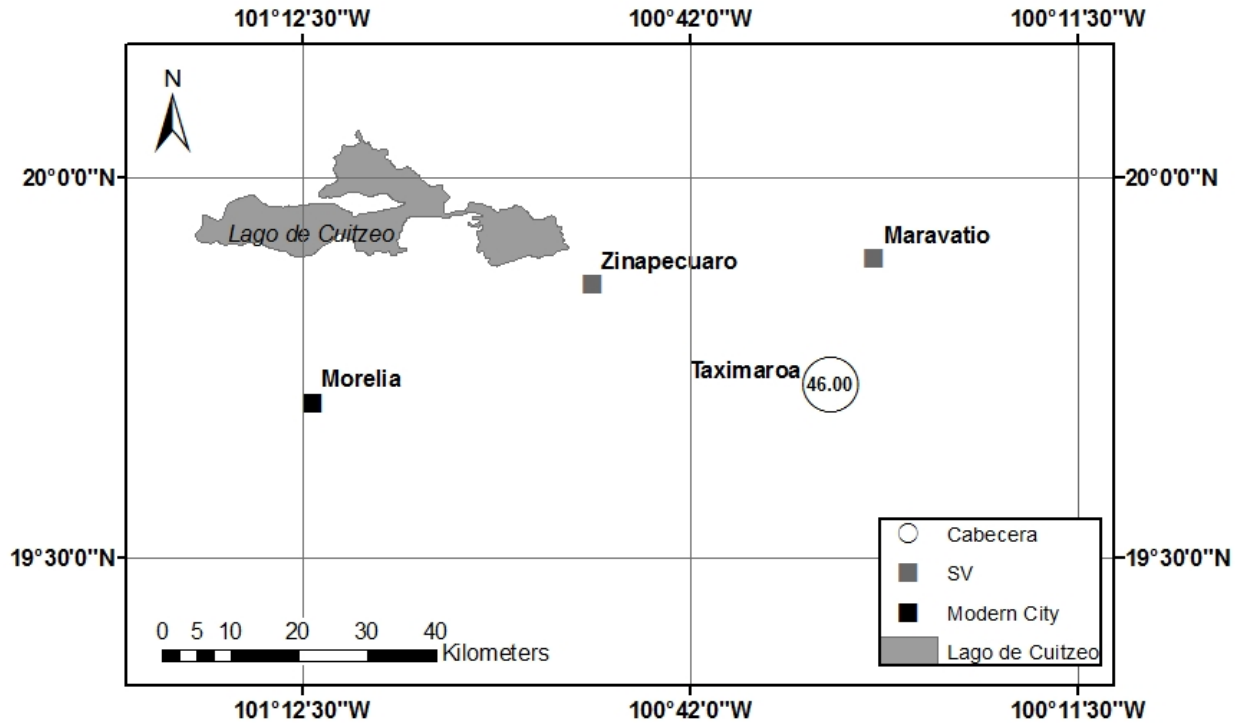 101°12'30"W 100°42'0"W 100°11'30"W
N
20°0'0"N 20°0'0"N
Lago de Cuitzeo
Maravatio
Zinapecuaro
Taximaroa
46.00
Morelia
19°30'0"N 19°30'0"N
Cabecera
SV
Modern City
Lago de Cuitzeo
0 5 10 20 30 40
Kilometers
101°12'30"W 100°42'0"W 100°11'30"W